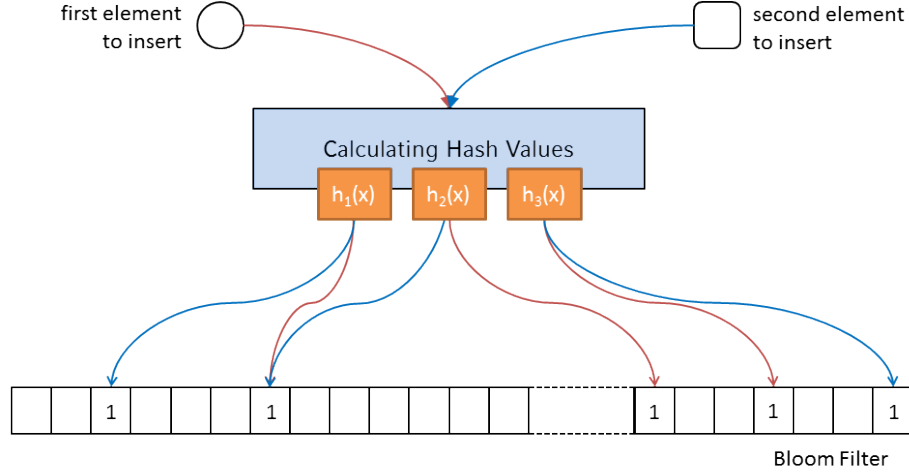 first element
to insert
second element
to insert
Calculating Hash Values
h₁(x) h₂(x) h₃(x)
1 1 1 1 1
Bloom Filter